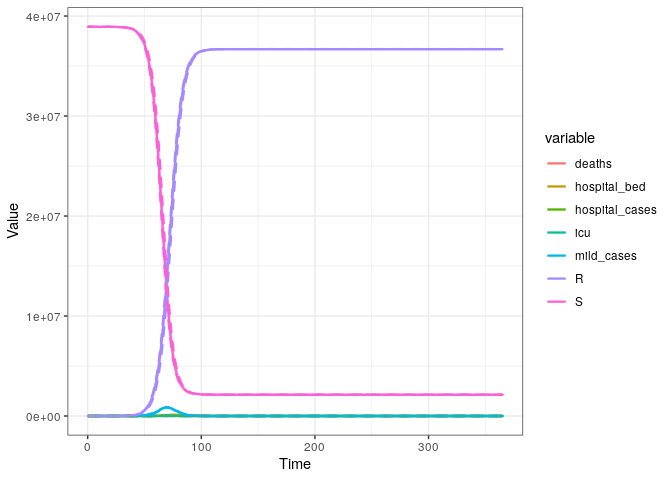 4e+07
3e+07
2e+07
1e+07
0e+00
Value
0
100
200
300
Time
variable
deaths
hospital_bed
hospital_cases
icu
mild_cases
R
S